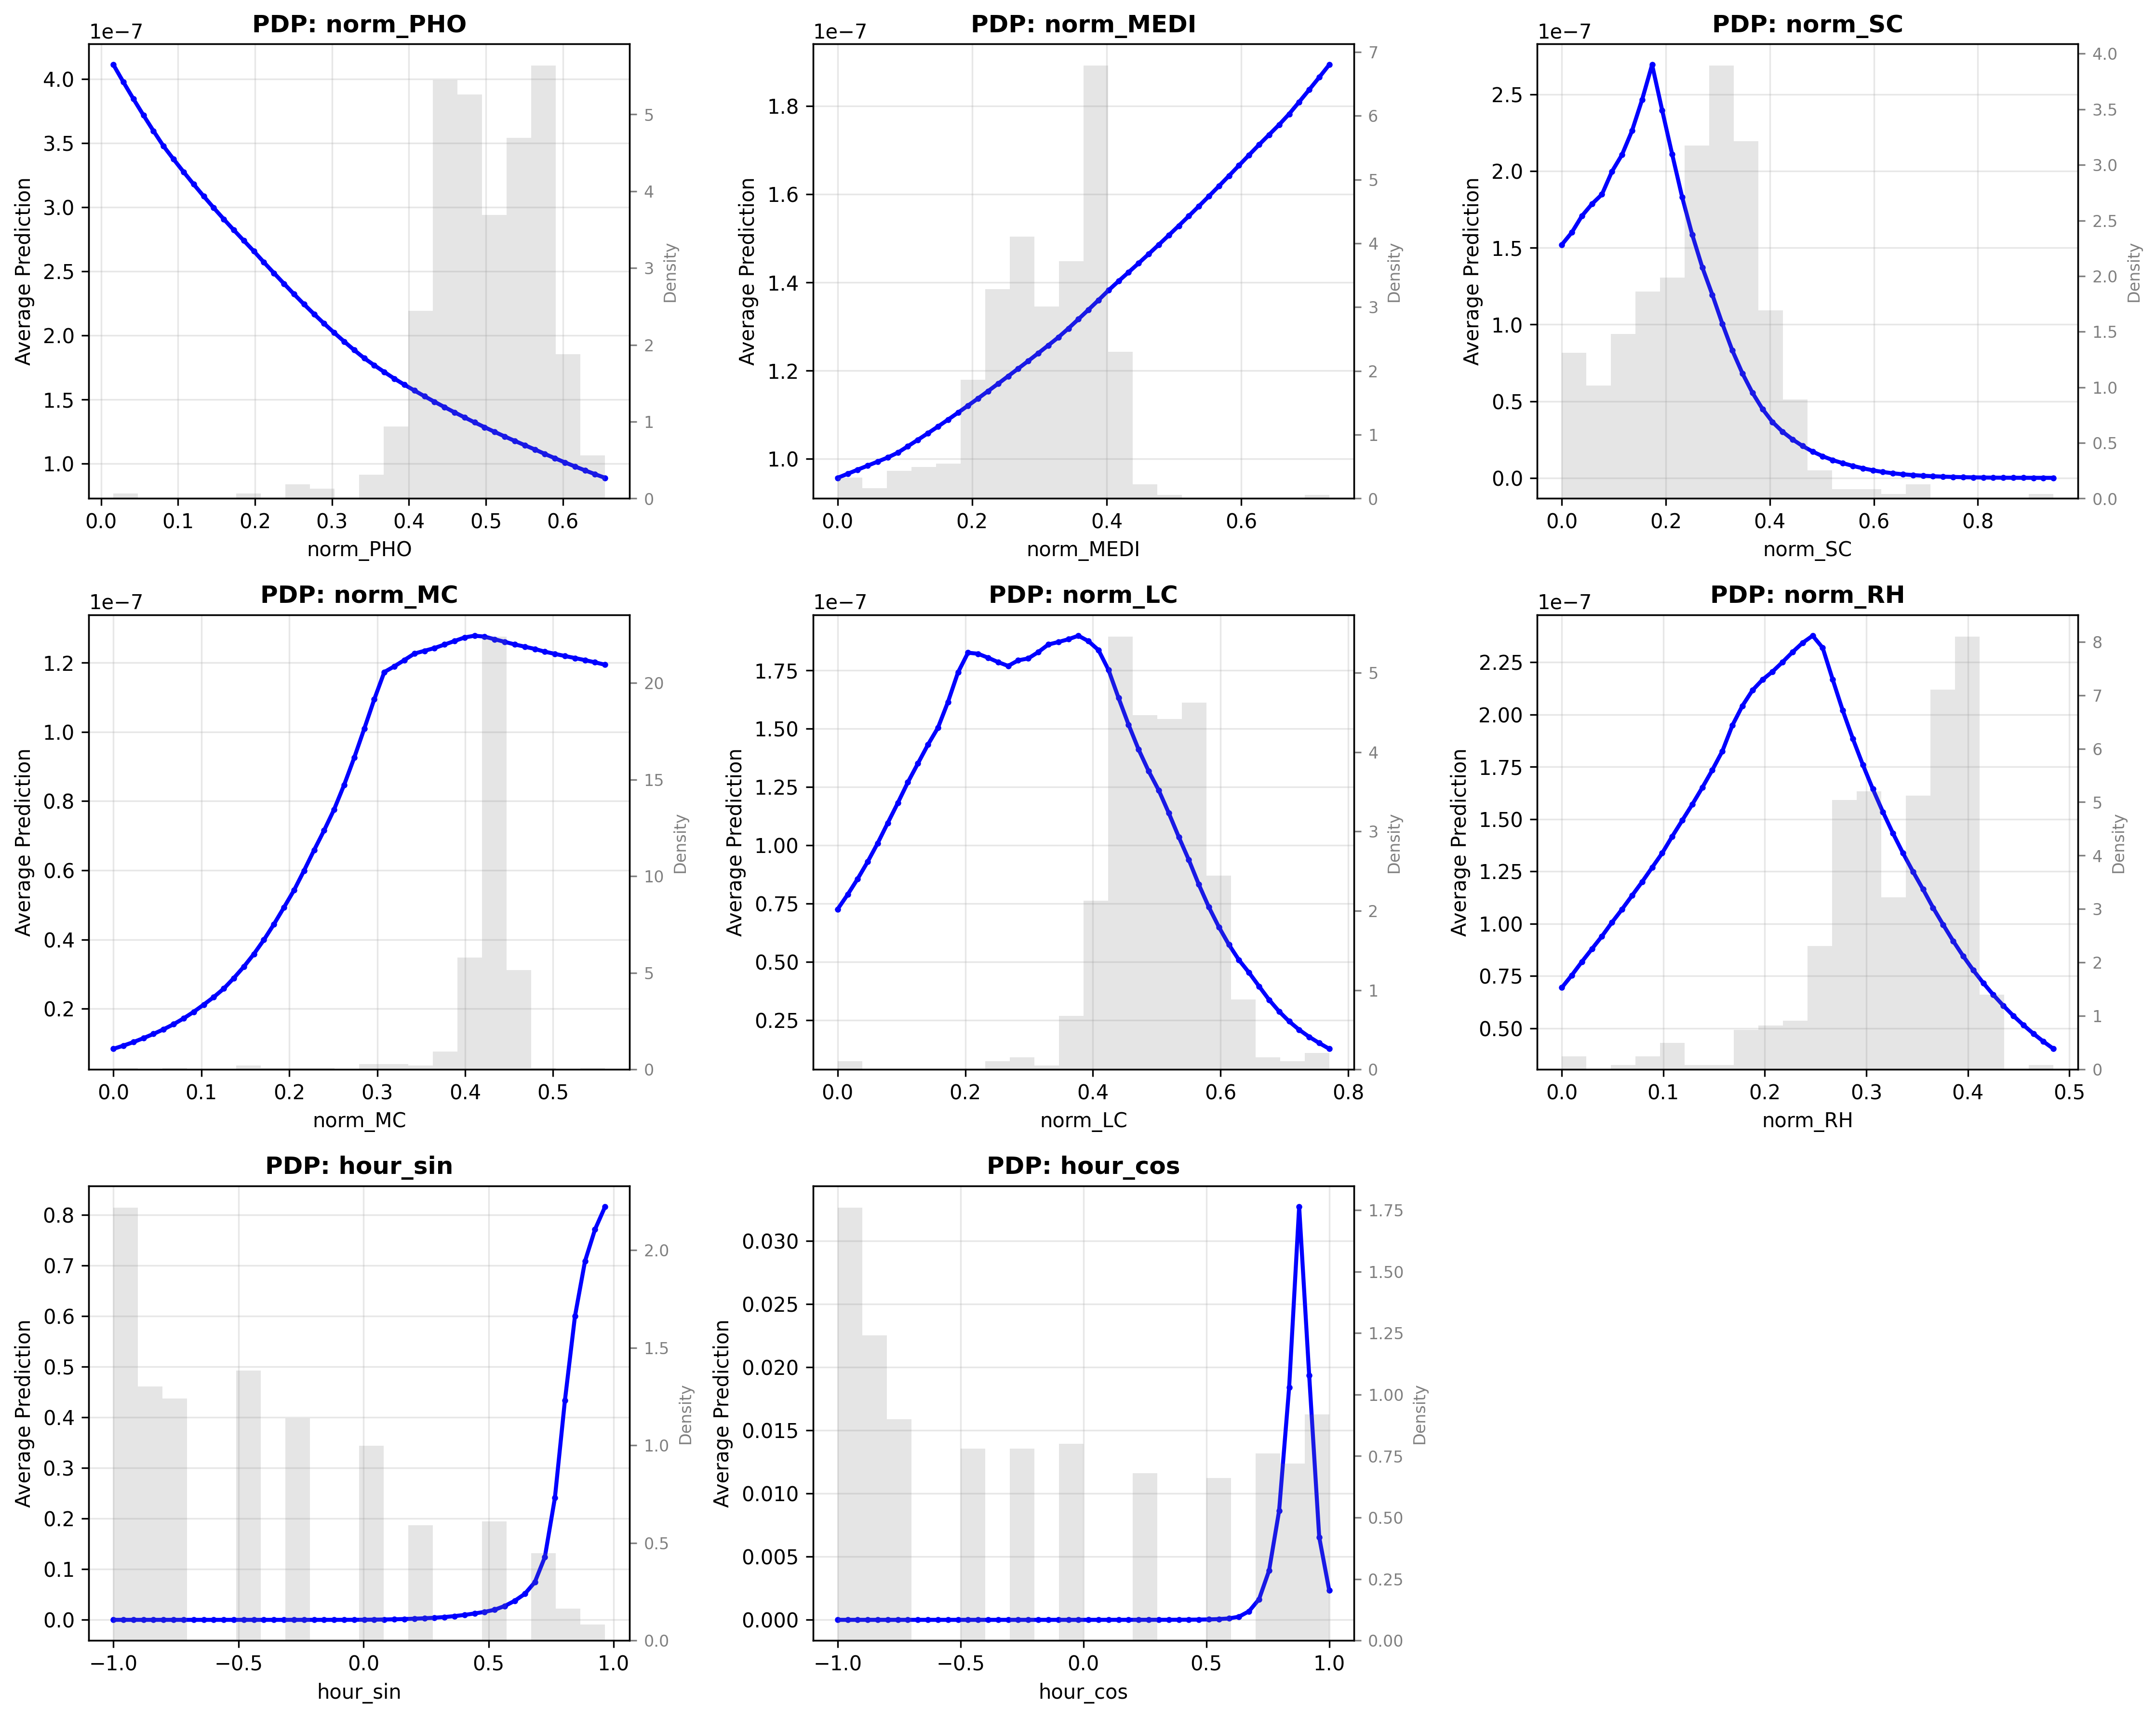 PDP: norm_PHO
1e−7
4.0
3.5
3.0
2.5
2.0
1.5
1.0
Average Prediction
5
4
3
2
1
0
Density
0.0 0.1 0.2 0.3 0.4 0.5 0.6
norm_PHO
PDP: norm_MEDI
1e−7
1.8
1.6
1.4
1.2
1.0
Average Prediction
7
6
5
4
3
2
1
0
Density
0.0 0.2 0.4 0.6
norm_MEDI
PDP: norm_SC
1e−7
2.5
2.0
1.5
1.0
0.5
0.0
Average Prediction
4.0
3.5
3.0
2.5
2.0
1.5
1.0
0.5
0.0
Density
0.0 0.2 0.4 0.6 0.8
norm_SC
PDP: norm_MC
1e−7
1.2
1.0
0.8
0.6
0.4
0.2
Average Prediction
20
15
10
5
0
Density
0.0 0.1 0.2 0.3 0.4 0.5
norm_MC
PDP: norm_LC
1e−7
1.75
1.50
1.25
1.00
0.75
0.50
0.25
Average Prediction
5
4
3
2
1
0
Density
0.0 0.2 0.4 0.6 0.8
norm_LC
PDP: norm_RH
1e−7
2.25
2.00
1.75
1.50
1.25
1.00
0.75
0.50
Average Prediction
8
7
6
5
4
3
2
1
0
Density
0.0 0.1 0.2 0.3 0.4 0.5
norm_RH
PDP: hour_sin
0.8
0.7
0.6
0.5
0.4
0.3
0.2
0.1
0.0
Average Prediction
2.0
1.5
1.0
0.5
0.0
Density
−1.0 −0.5 0.0 0.5 1.0
hour_sin
PDP: hour_cos
0.030
0.025
0.020
0.015
0.010
0.005
0.000
Average Prediction
1.75
1.50
1.25
1.00
0.75
0.50
0.25
0.00
Density
−1.0 −0.5 0.0 0.5 1.0
hour_cos